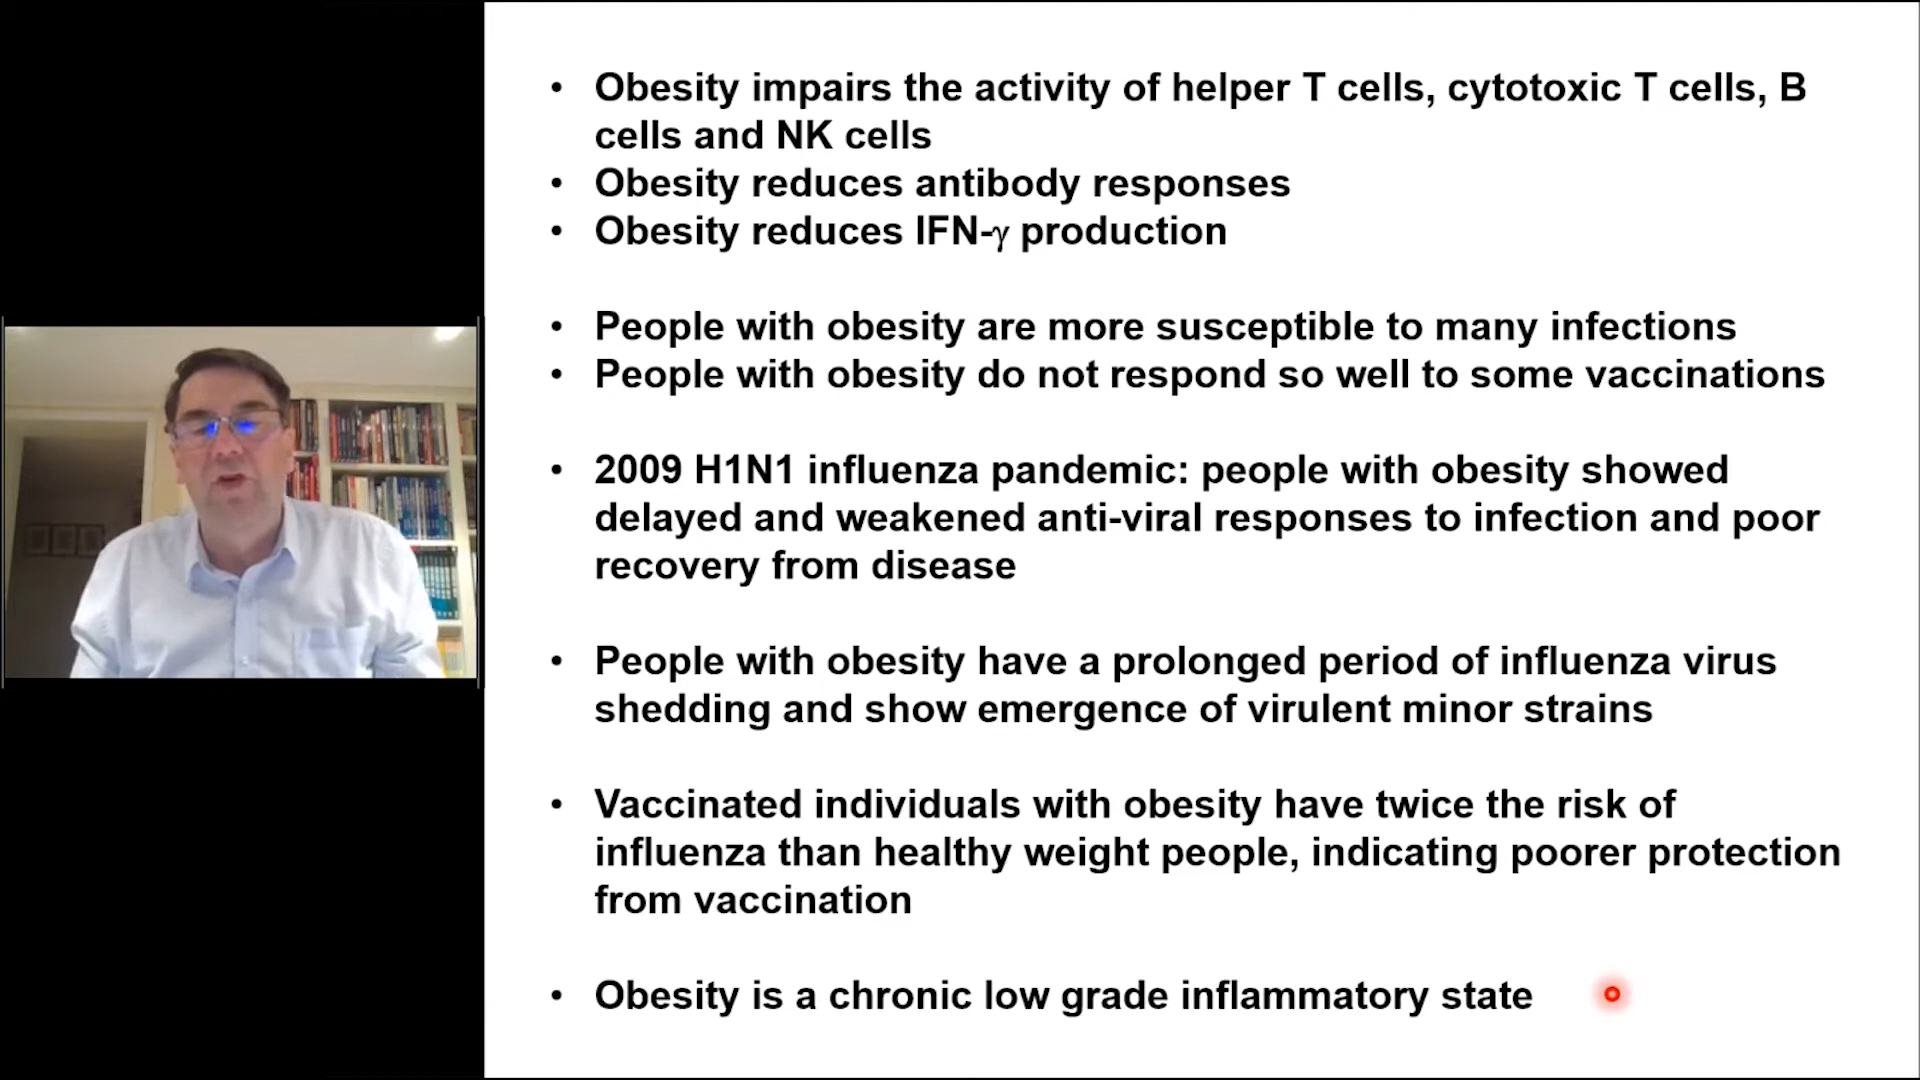 • Obesity impairs the activity of helper T cells, cytotoxic T cells, B
cells and NK cells
• Obesity reduces antibody responses
• Obesity reduces IFN-γ production
• People with obesity are more susceptible to many infections
• People with obesity do not respond so well to some vaccinations
• 2009 H1N1 influenza pandemic: people with obesity showed
delayed and weakened anti-viral responses to infection and poor
recovery from disease
• People with obesity have a prolonged period of influenza virus
shedding and show emergence of virulent minor strains
• Vaccinated individuals with obesity have twice the risk of
influenza than healthy weight people, indicating poorer protection
from vaccination
• Obesity is a chronic low grade inflammatory state